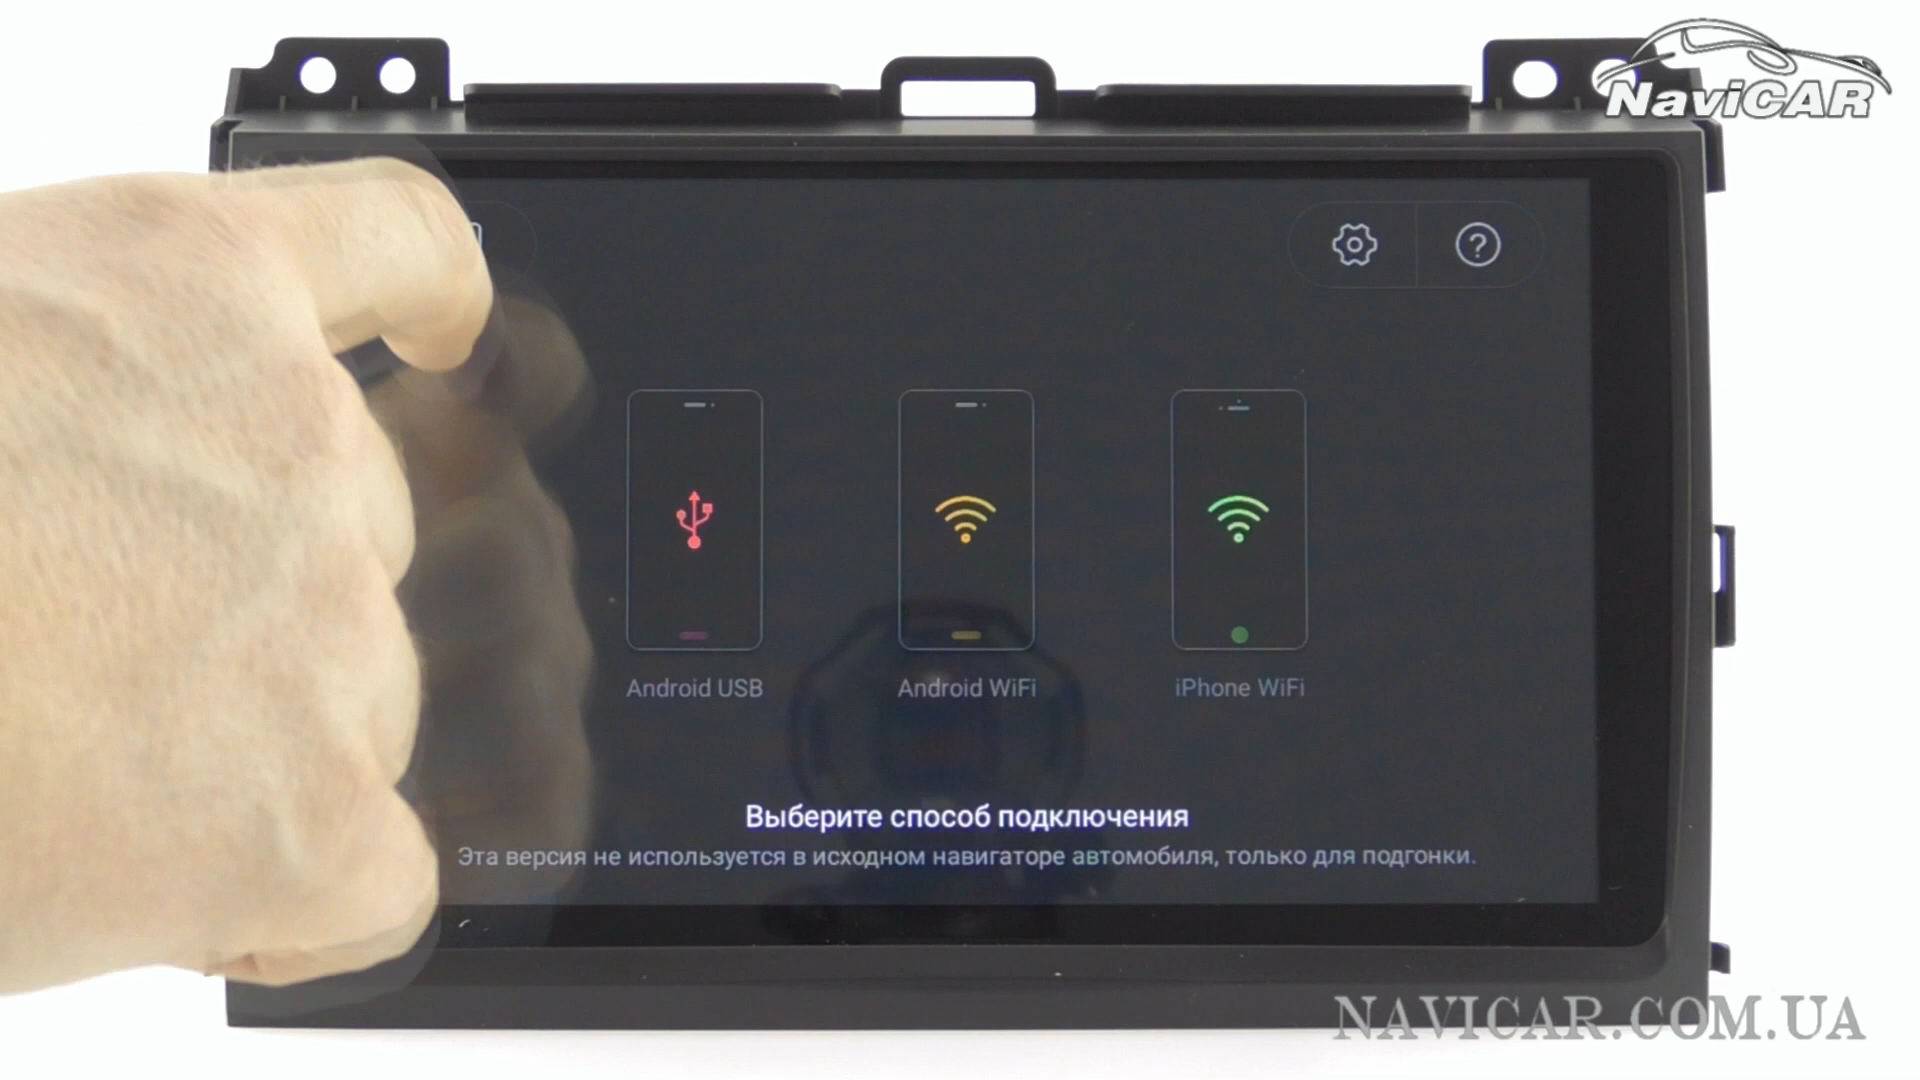 NaviCAR
Android USB
Android WiFi
iPhone WiFi
Выберите способ подключения
Эта версия не используется в исходном навигаторе автомобиля, только для подгонки.
NAVICAR.COM.UA